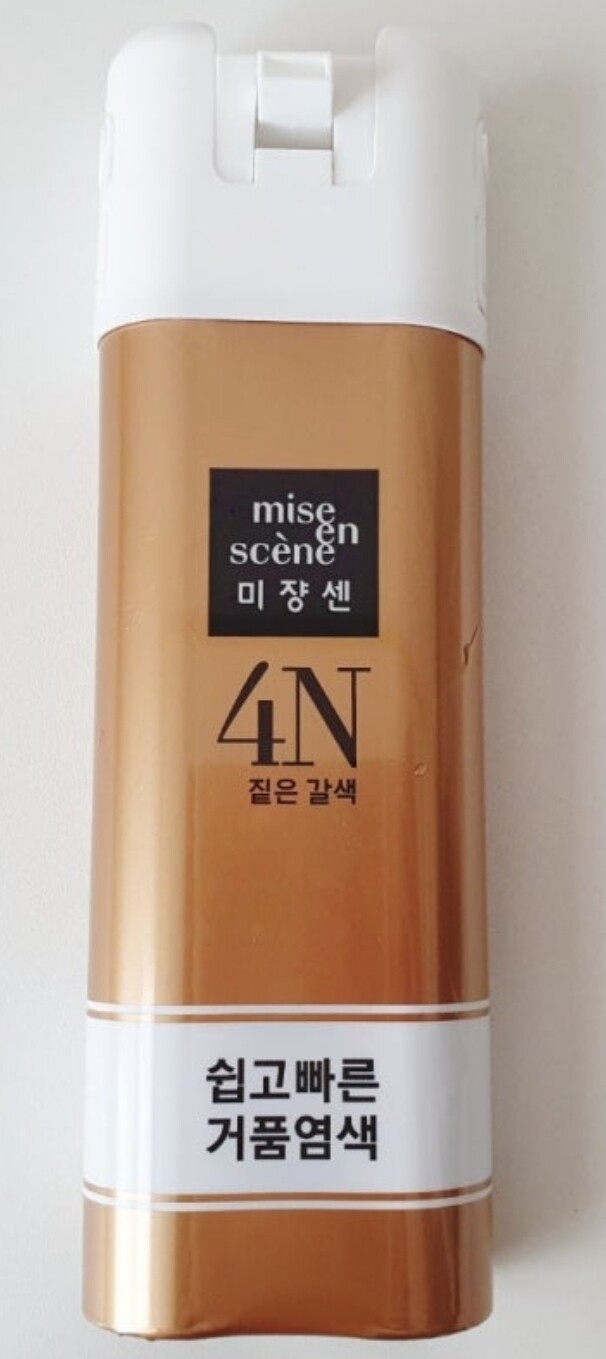 mise
en
scène
미쟝센
4N
짙은 갈색
쉽고빠른
거품염색